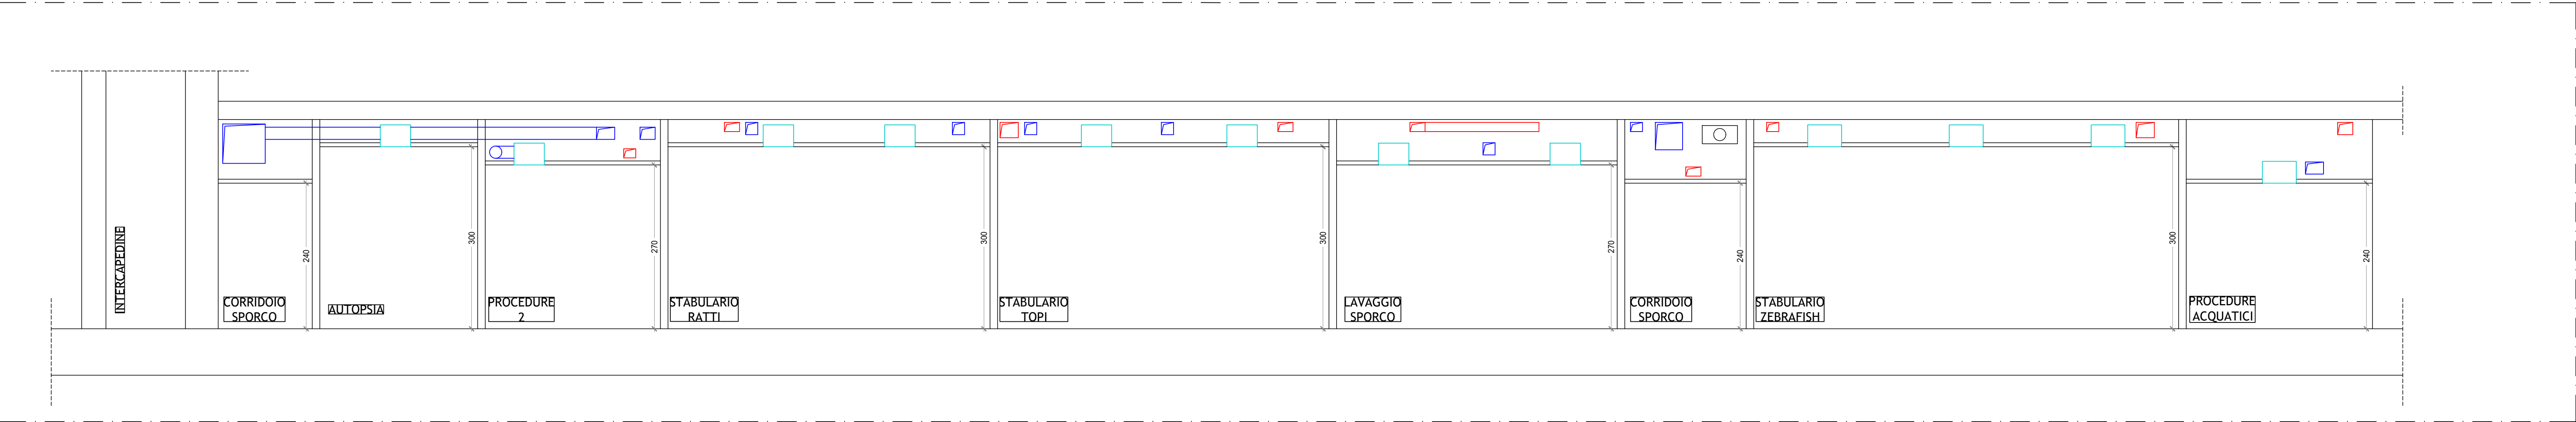 INTERCAPEDINE
CORRIDOIO
SPORCO
240
AUTOPSIA
300
PROCEDURE
2
270
STABULARIO
RATTI
300
STABULARIO
TOPI
300
LAVAGGIO
SPORCO
270
CORRIDOIO
SPORCO
240
STABULARIO
ZEBRAFISH
300
PROCEDURE
ACQUATICI
240